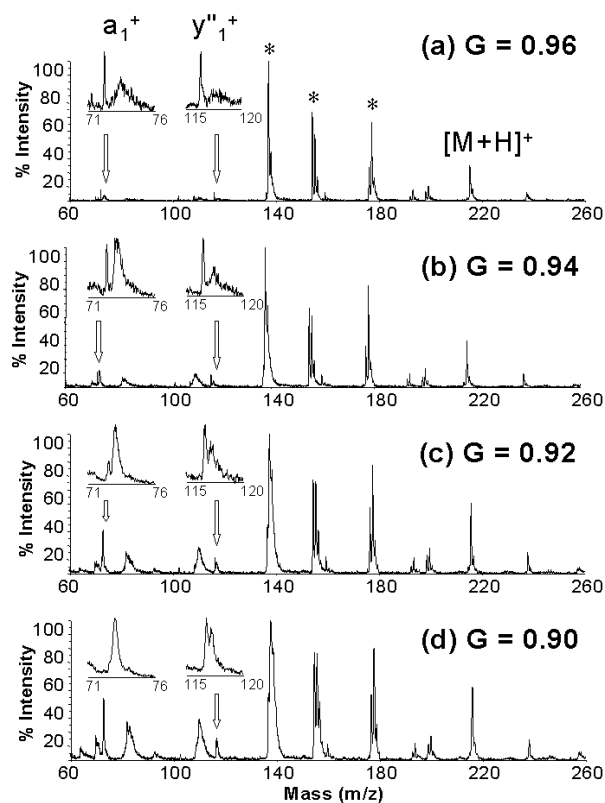 a₁⁺ y"₁⁺ (a) G = 0.96
* * *
[M+H]⁺
% Intensity
100
80
60
40
20
71 76 115 120
60 100 140 180 220 260
(b) G = 0.94
% Intensity
100
80
60
40
20
71 76 115 120
60 100 140 180 220 260
(c) G = 0.92
% Intensity
100
80
60
40
20
71 76 115 120
60 100 140 180 220 260
(d) G = 0.90
% Intensity
100
80
60
40
20
71 76 115 120
60 100 140 180 220 260
Mass (m/z)